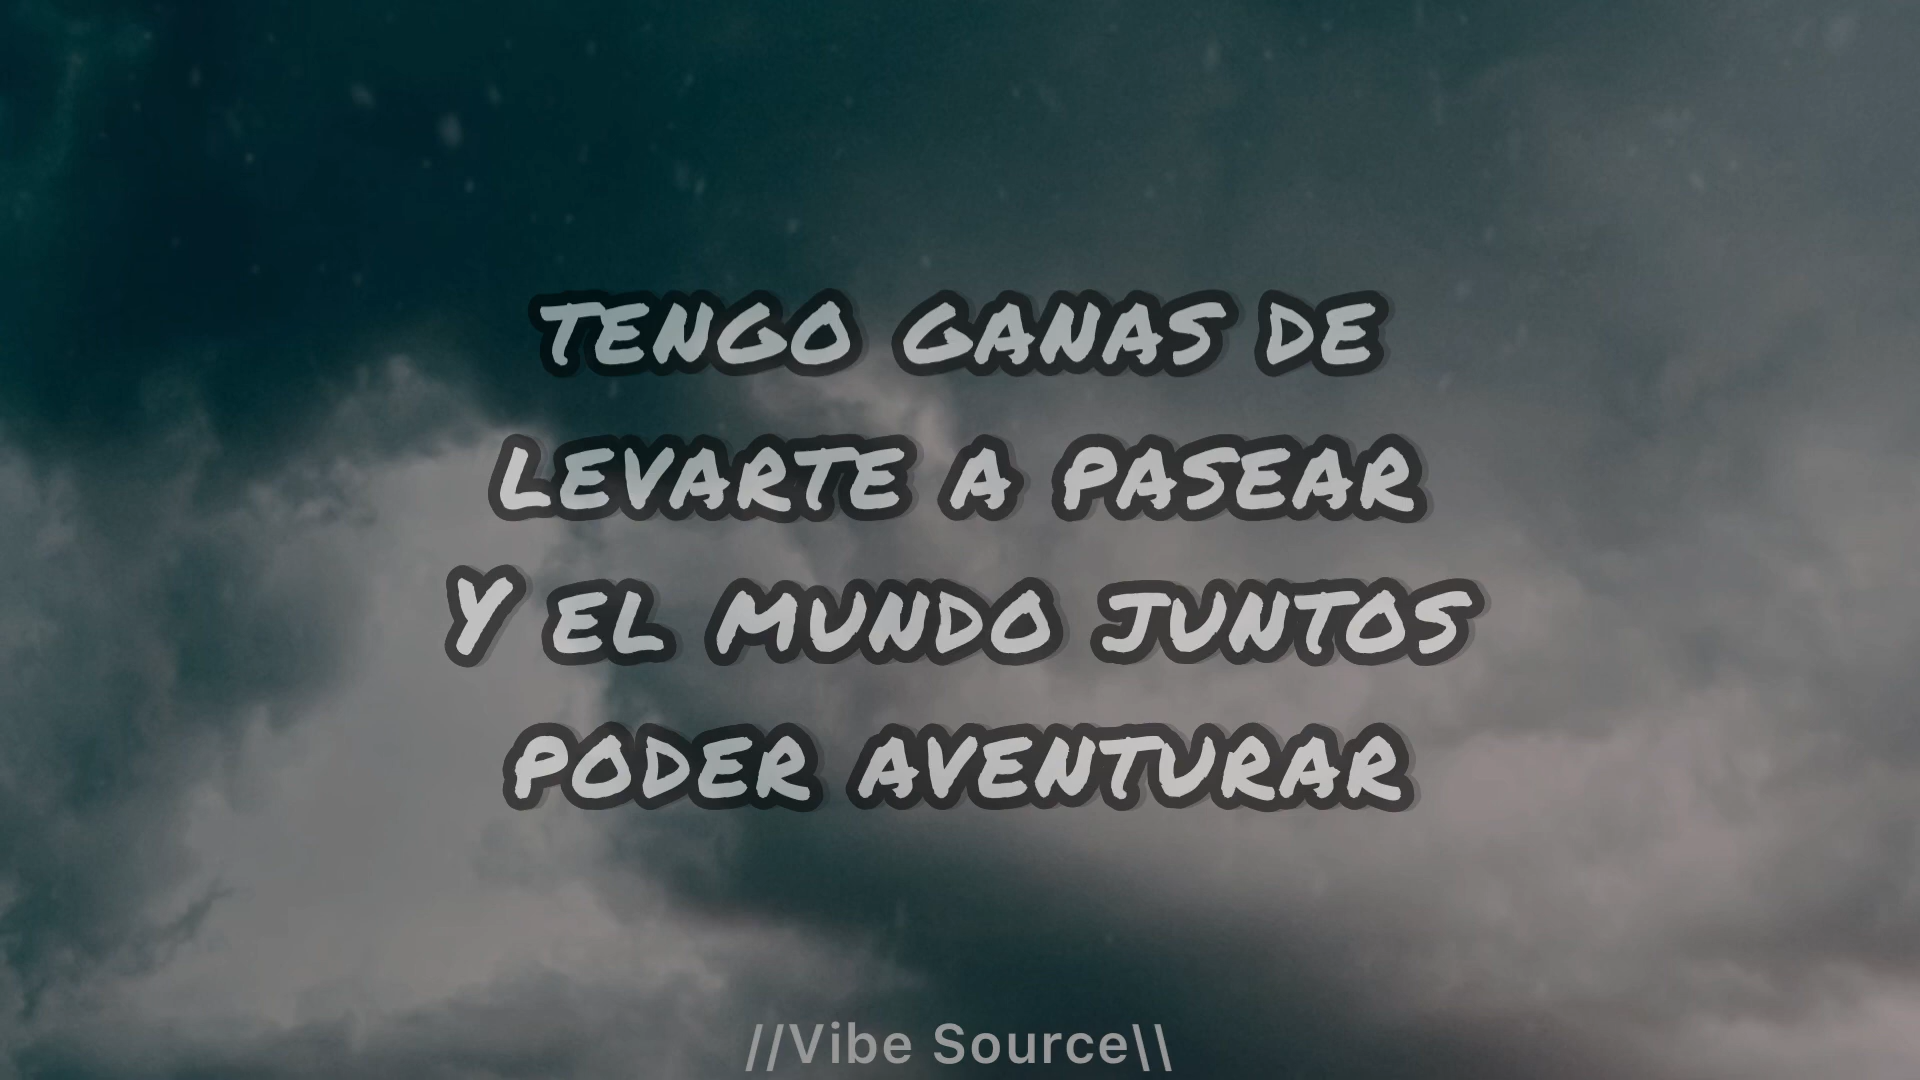 TENGO GANAS DE
LEVARTE A PASEAR
Y EL MUNDO JUNTOS
PODER AVENTURAR
//Vibe Source\\